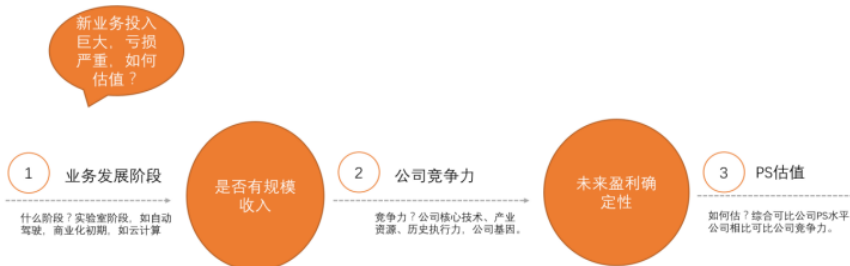 新业务投入
巨大，亏损
严重，如何
估值？
1
业务发展阶段
什么阶段？实验室阶段，如自动
驾驶，商业化初期，如云计算
是否有规模
收入
2
公司竞争力
竞争力？公司核心技术、产业
资源、历史执行力，公司基因。
未来盈利确
定性
3
PS估值
如何估？综合可比公司PS水平
公司相比可比公司竞争力。